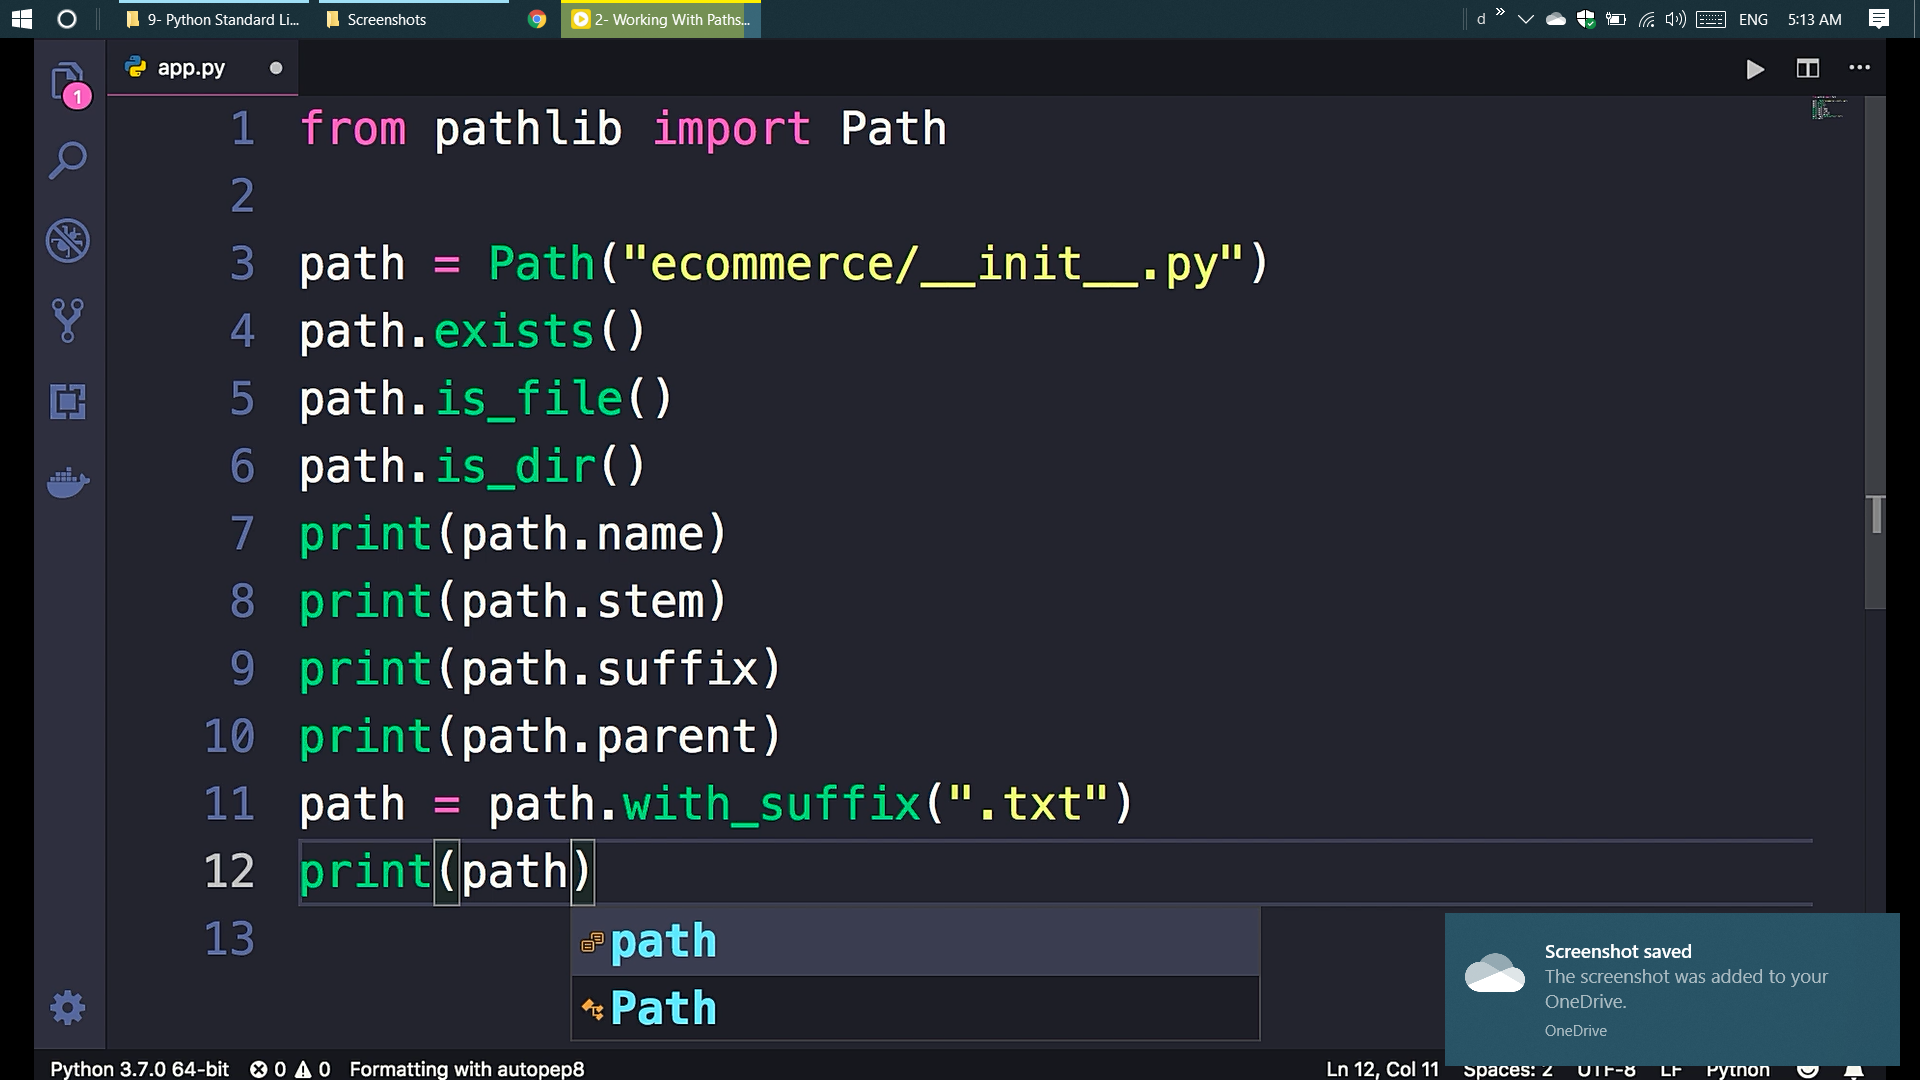 9- Python Standard Li...
Screenshots
2- Working With Paths...
d
ENG
5:13 AM
app.py
1
1 from pathlib import Path
2
3 path = Path("ecommerce/__init__.py")
4 path.exists()
5 path.is_file()
6 path.is_dir()
7 print(path.name)
8 print(path.stem)
9 print(path.suffix)
10 print(path.parent)
11 path = path.with_suffix(".txt")
12 print(path)
13
path
Path
Screenshot saved
The screenshot was added to your
OneDrive.
OneDrive
Python 3.7.0 64-bit
0
0
Formatting with autopep8
Ln 12, Col 11
Spaces: 2
UTF-8
LF
Python